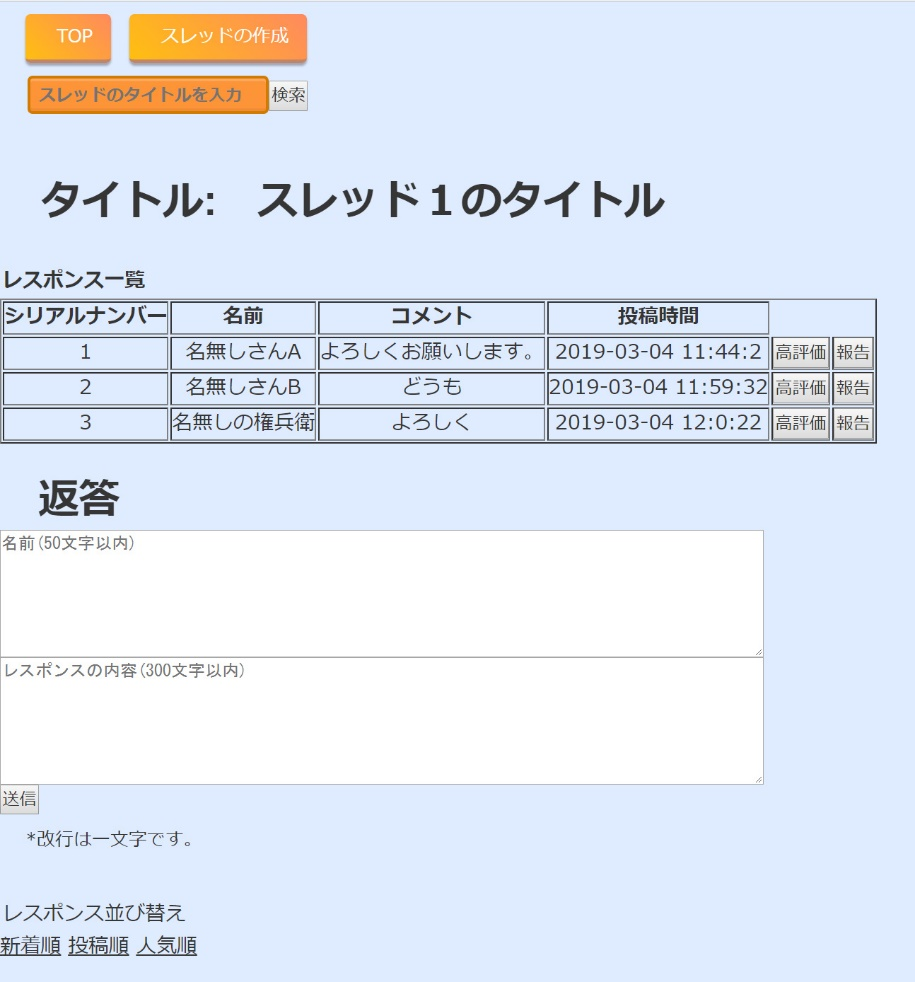 TOP スレッドの作成
スレッドのタイトルを入力 検索
タイトル:　スレッド１のタイトル
レスポンス一覧
シリアルナンバー 名前 コメント 投稿時間
1 名無しさんA よろしくお願いします。 2019-03-04 11:44:2 高評価 報告
2 名無しさんB どうも 2019-03-04 11:59:32 高評価 報告
3 名無しの権兵衛 よろしく 2019-03-04 12:0:22 高評価 報告
返答
名前(50文字以内)
レスポンスの内容(300文字以内)
送信
*改行は一文字です。
レスポンス並び替え
新着順 投稿順 人気順